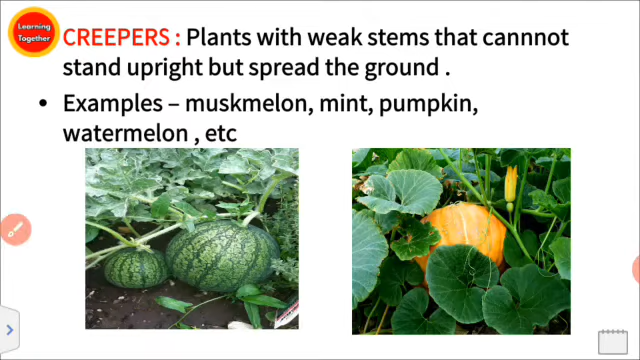 Learning
Together
CREEPERS : Plants with weak stems that cannnot
stand upright but spread the ground .
• Examples – muskmelon, mint, pumpkin,
watermelon , etc